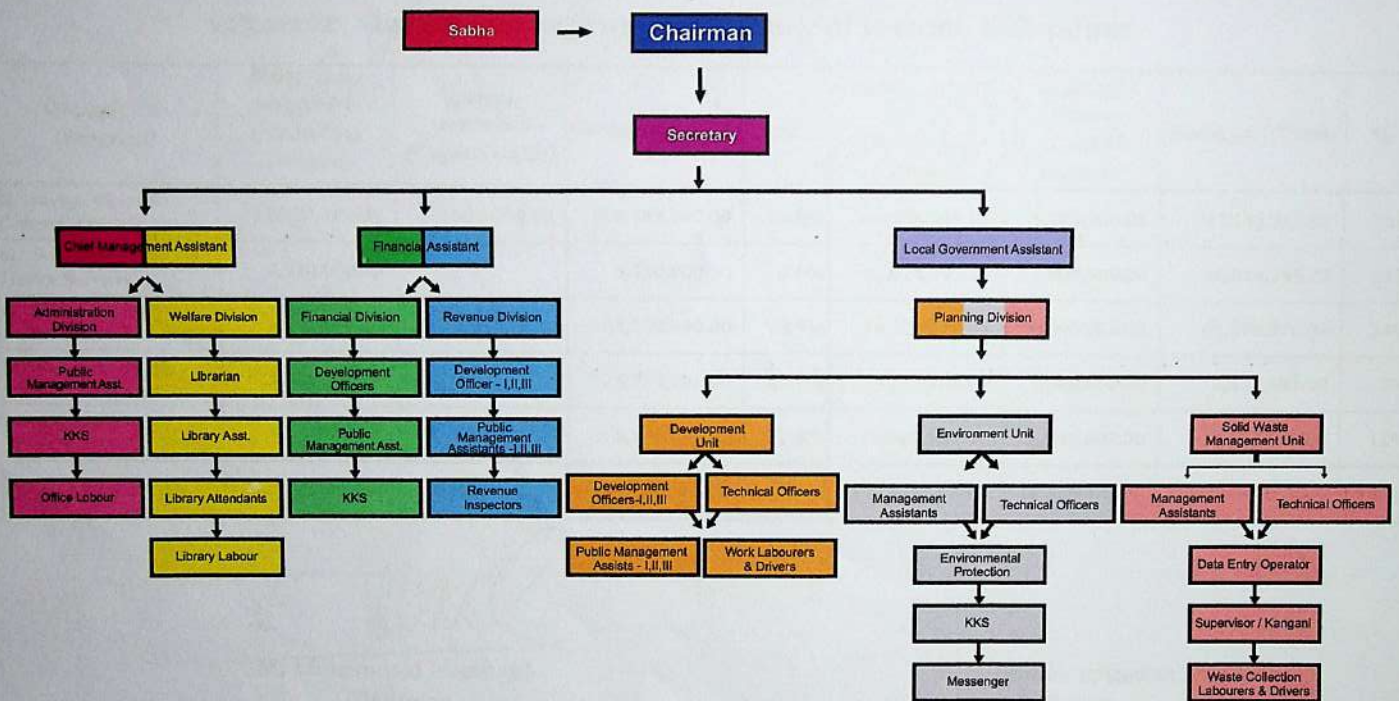 Sabha
Chairman
Secretary
Chief Management Assistant
Financial Assistant
Local Government Assistant
Administration
Division
Welfare Division
Financial Division
Revenue Division
Planning Division
Public
Management Asst.
Librarian
Development
Officers
Development
Officer - I,II,III
KKS
Library Asst.
Public
Management Asst.
Public
Management
Assistants -I,II,III
Development
Unit
Environment Unit
Solid Waste
Management Unit
Office Lobour
Library Attendants
KKS
Revenue
Inspectors
Development
Officers-I,II,III
Technical Officers
Management
Assistants
Technical Officers
Management
Assistants
Technical Officers
Library Labour
Public Management
Assists - I,II,III
Work Labourers
& Drivers
Environmental
Protection
Data Entry Operator
KKS
Supervisor / Kangani
Messenger
Waste Collection
Labourers & Drivers